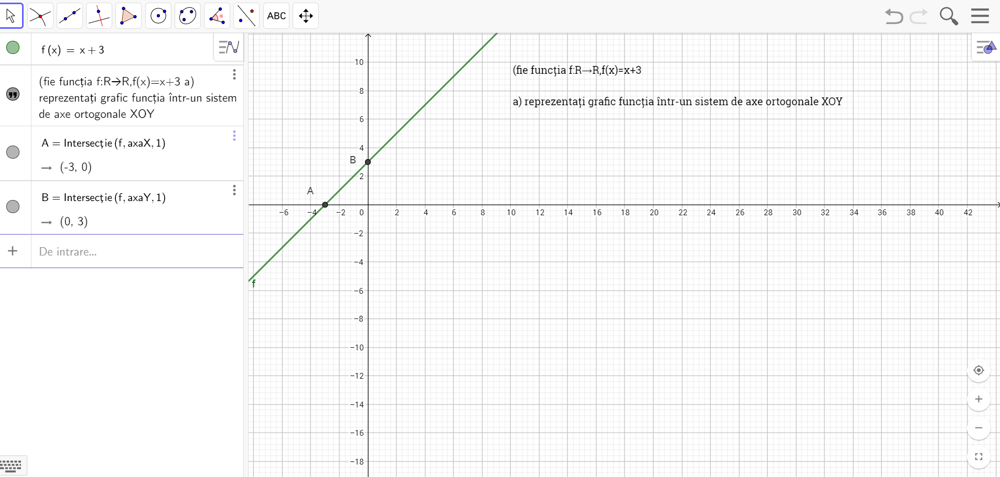 ABC
f(x) = x + 3
(fie funcția f:R→R,f(x)=x+3 a)
reprezentați grafic funcția într-un sistem
de axe ortogonale XOY
A = Intersecție (f, axaX, 1)
→ (-3, 0)
B = Intersecție (f, axaY, 1)
→ (0, 3)
+ De intrare...
(fie funcția f:R→R,f(x)=x+3
a) reprezentați grafic funcția într-un sistem de axe ortogonale XOY
10
8
6
4
B
2
A
−6 −4 −2 0 2 4 6 8 10 12 14 16 18 20 22 24 26 28 30 32 34 36 38 40 42
−2
−4
f
−6
−8
−10
−12
−14
−16
−18